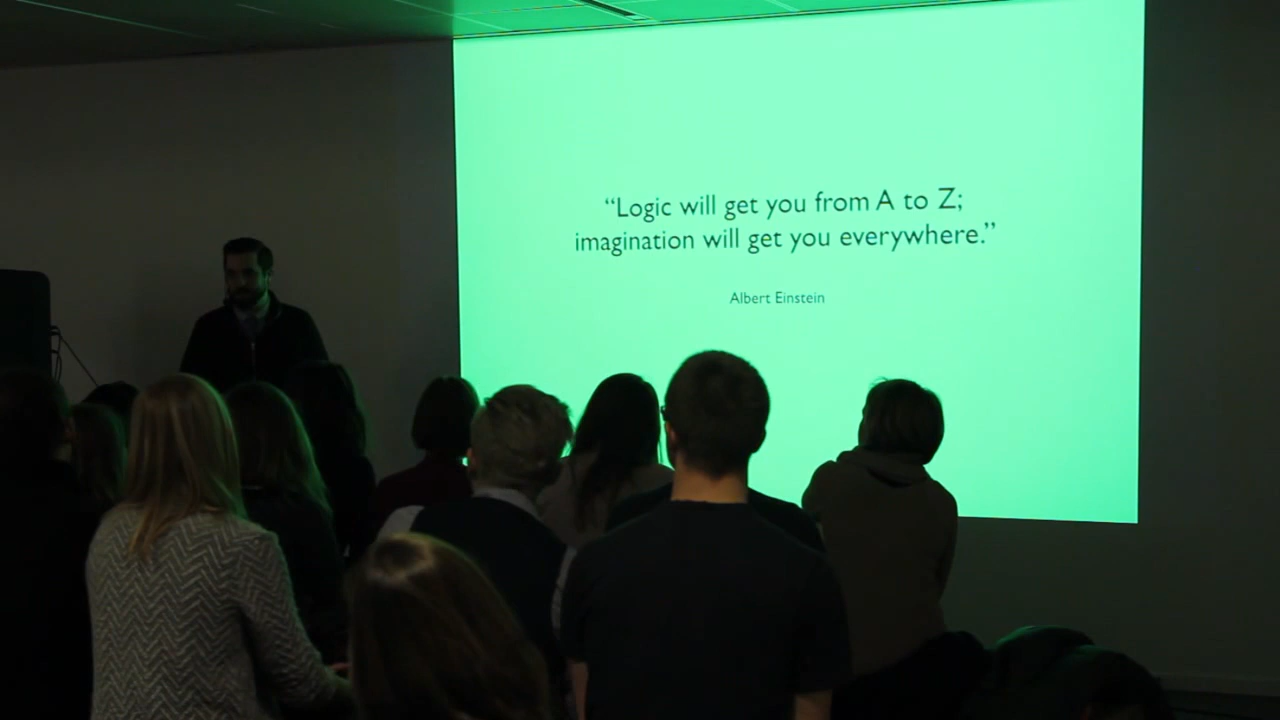 “Logic will get you from A to Z;
imagination will get you everywhere.”
Albert Einstein